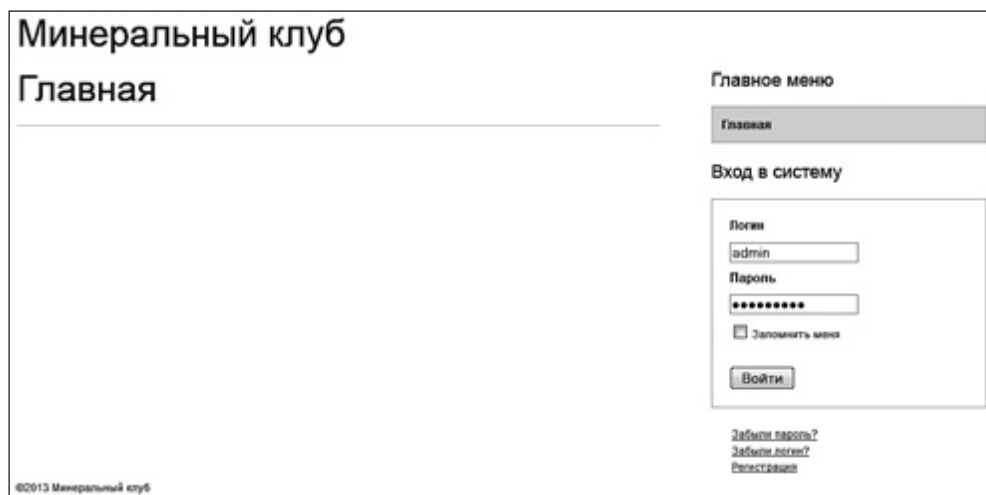 Минеральный клуб
Главная
Главное меню
Главная
Вход в систему
Логин
admin
Пароль
•••••••••
Запомнить меня
Войти
Забыли пароль?
Забыли логин?
Регистрация
©2013 Минеральный клуб